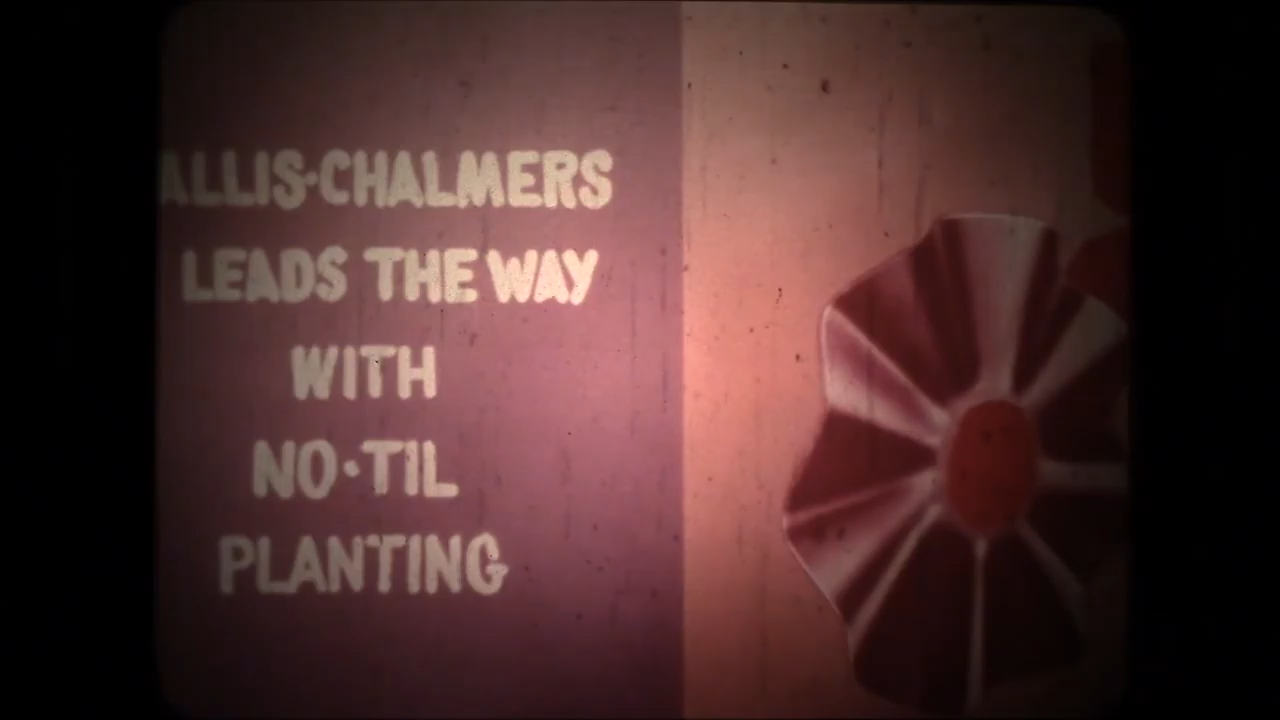 ALLIS-CHALMERS
LEADS THE WAY
WITH
NO-TIL
PLANTING